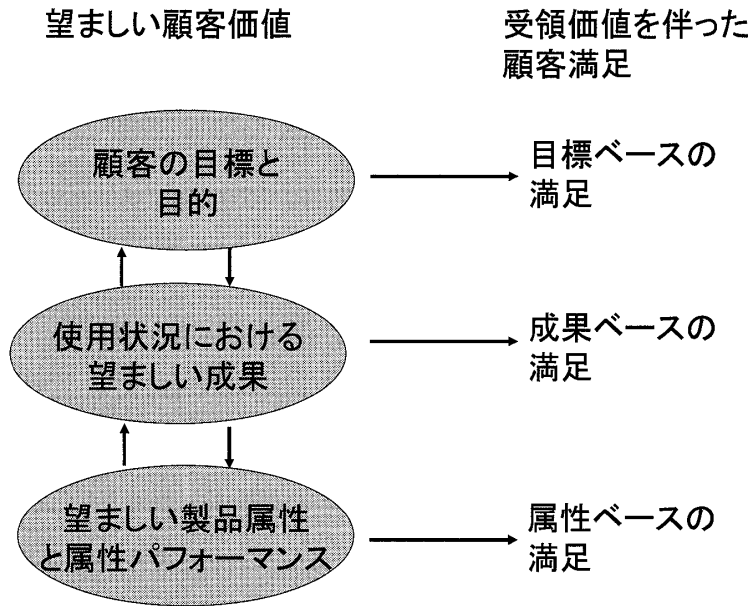 望ましい顧客価値
受領価値を伴った
顧客満足
顧客の目標と
目的
目標ベースの
満足
使用状況における
望ましい成果
成果ベースの
満足
望ましい製品属性
と属性パフォーマンス
属性ベースの
満足